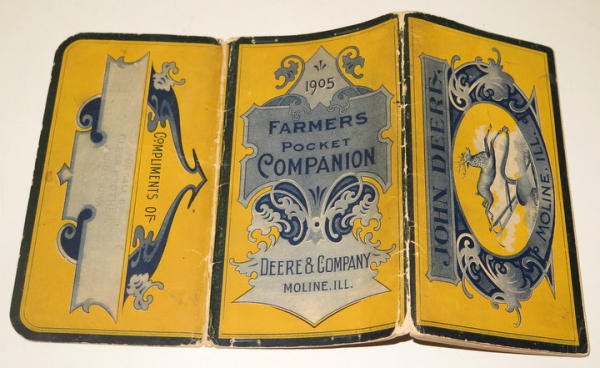 COMPLIMENTS OF
1905
FARMERS
POCKET
COMPANION
DEERE & COMPANY
MOLINE, ILL.
JOHN DEERE,
MOLINE, ILL.